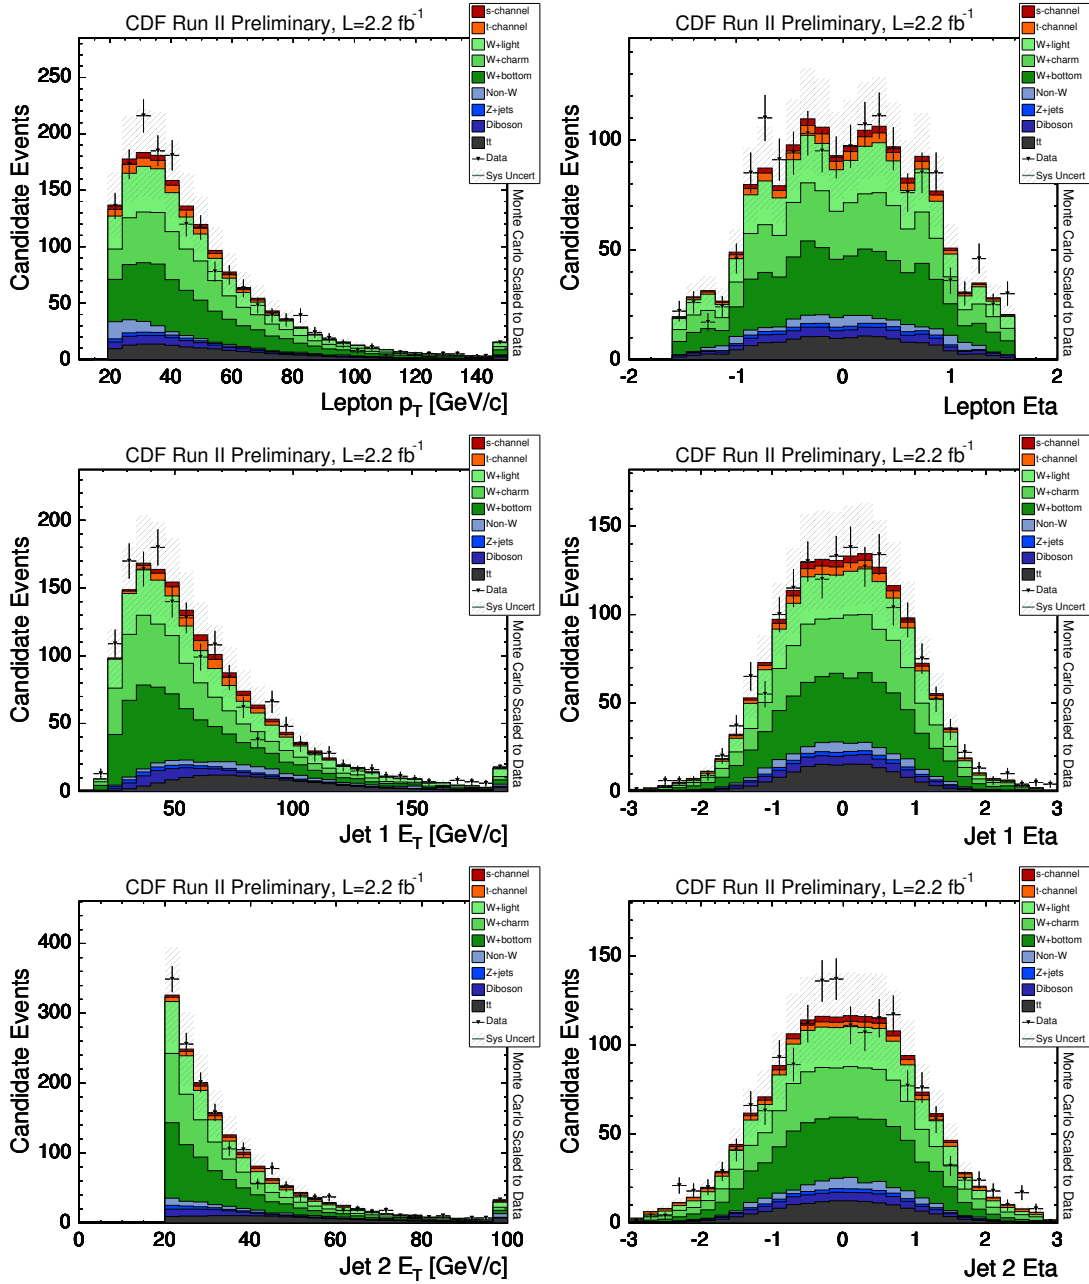 CDF Run II Preliminary, L=2.2 fb-1
s-channel
t-channel
W+light
W+charm
W+bottom
Non-W
Z+jets
Diboson
tt
Data
Sys Uncert
Monte Carlo Scaled to Data
Candidate Events
250
200
150
100
50
0
20 40 60 80 100 120 140
Lepton pT [GeV/c]
CDF Run II Preliminary, L=2.2 fb-1
s-channel
t-channel
W+light
W+charm
W+bottom
Non-W
Z+jets
Diboson
tt
Data
Sys Uncert
Monte Carlo Scaled to Data
Candidate Events
100
50
0
-2 -1 0 1 2
Lepton Eta
CDF Run II Preliminary, L=2.2 fb-1
s-channel
t-channel
W+light
W+charm
W+bottom
Non-W
Z+jets
Diboson
tt
Data
Sys Uncert
Monte Carlo Scaled to Data
Candidate Events
200
150
100
50
0
50 100 150
Jet 1 ET [GeV/c]
CDF Run II Preliminary, L=2.2 fb-1
s-channel
t-channel
W+light
W+charm
W+bottom
Non-W
Z+jets
Diboson
tt
Data
Sys Uncert
Monte Carlo Scaled to Data
Candidate Events
150
100
50
0
-3 -2 -1 0 1 2 3
Jet 1 Eta
CDF Run II Preliminary, L=2.2 fb-1
s-channel
t-channel
W+light
W+charm
W+bottom
Non-W
Z+jets
Diboson
tt
Data
Sys Uncert
Monte Carlo Scaled to Data
Candidate Events
400
300
200
100
0
0 20 40 60 80 100
Jet 2 ET [GeV/c]
CDF Run II Preliminary, L=2.2 fb-1
s-channel
t-channel
W+light
W+charm
W+bottom
Non-W
Z+jets
Diboson
tt
Data
Sys Uncert
Monte Carlo Scaled to Data
Candidate Events
150
100
50
0
-3 -2 -1 0 1 2 3
Jet 2 Eta